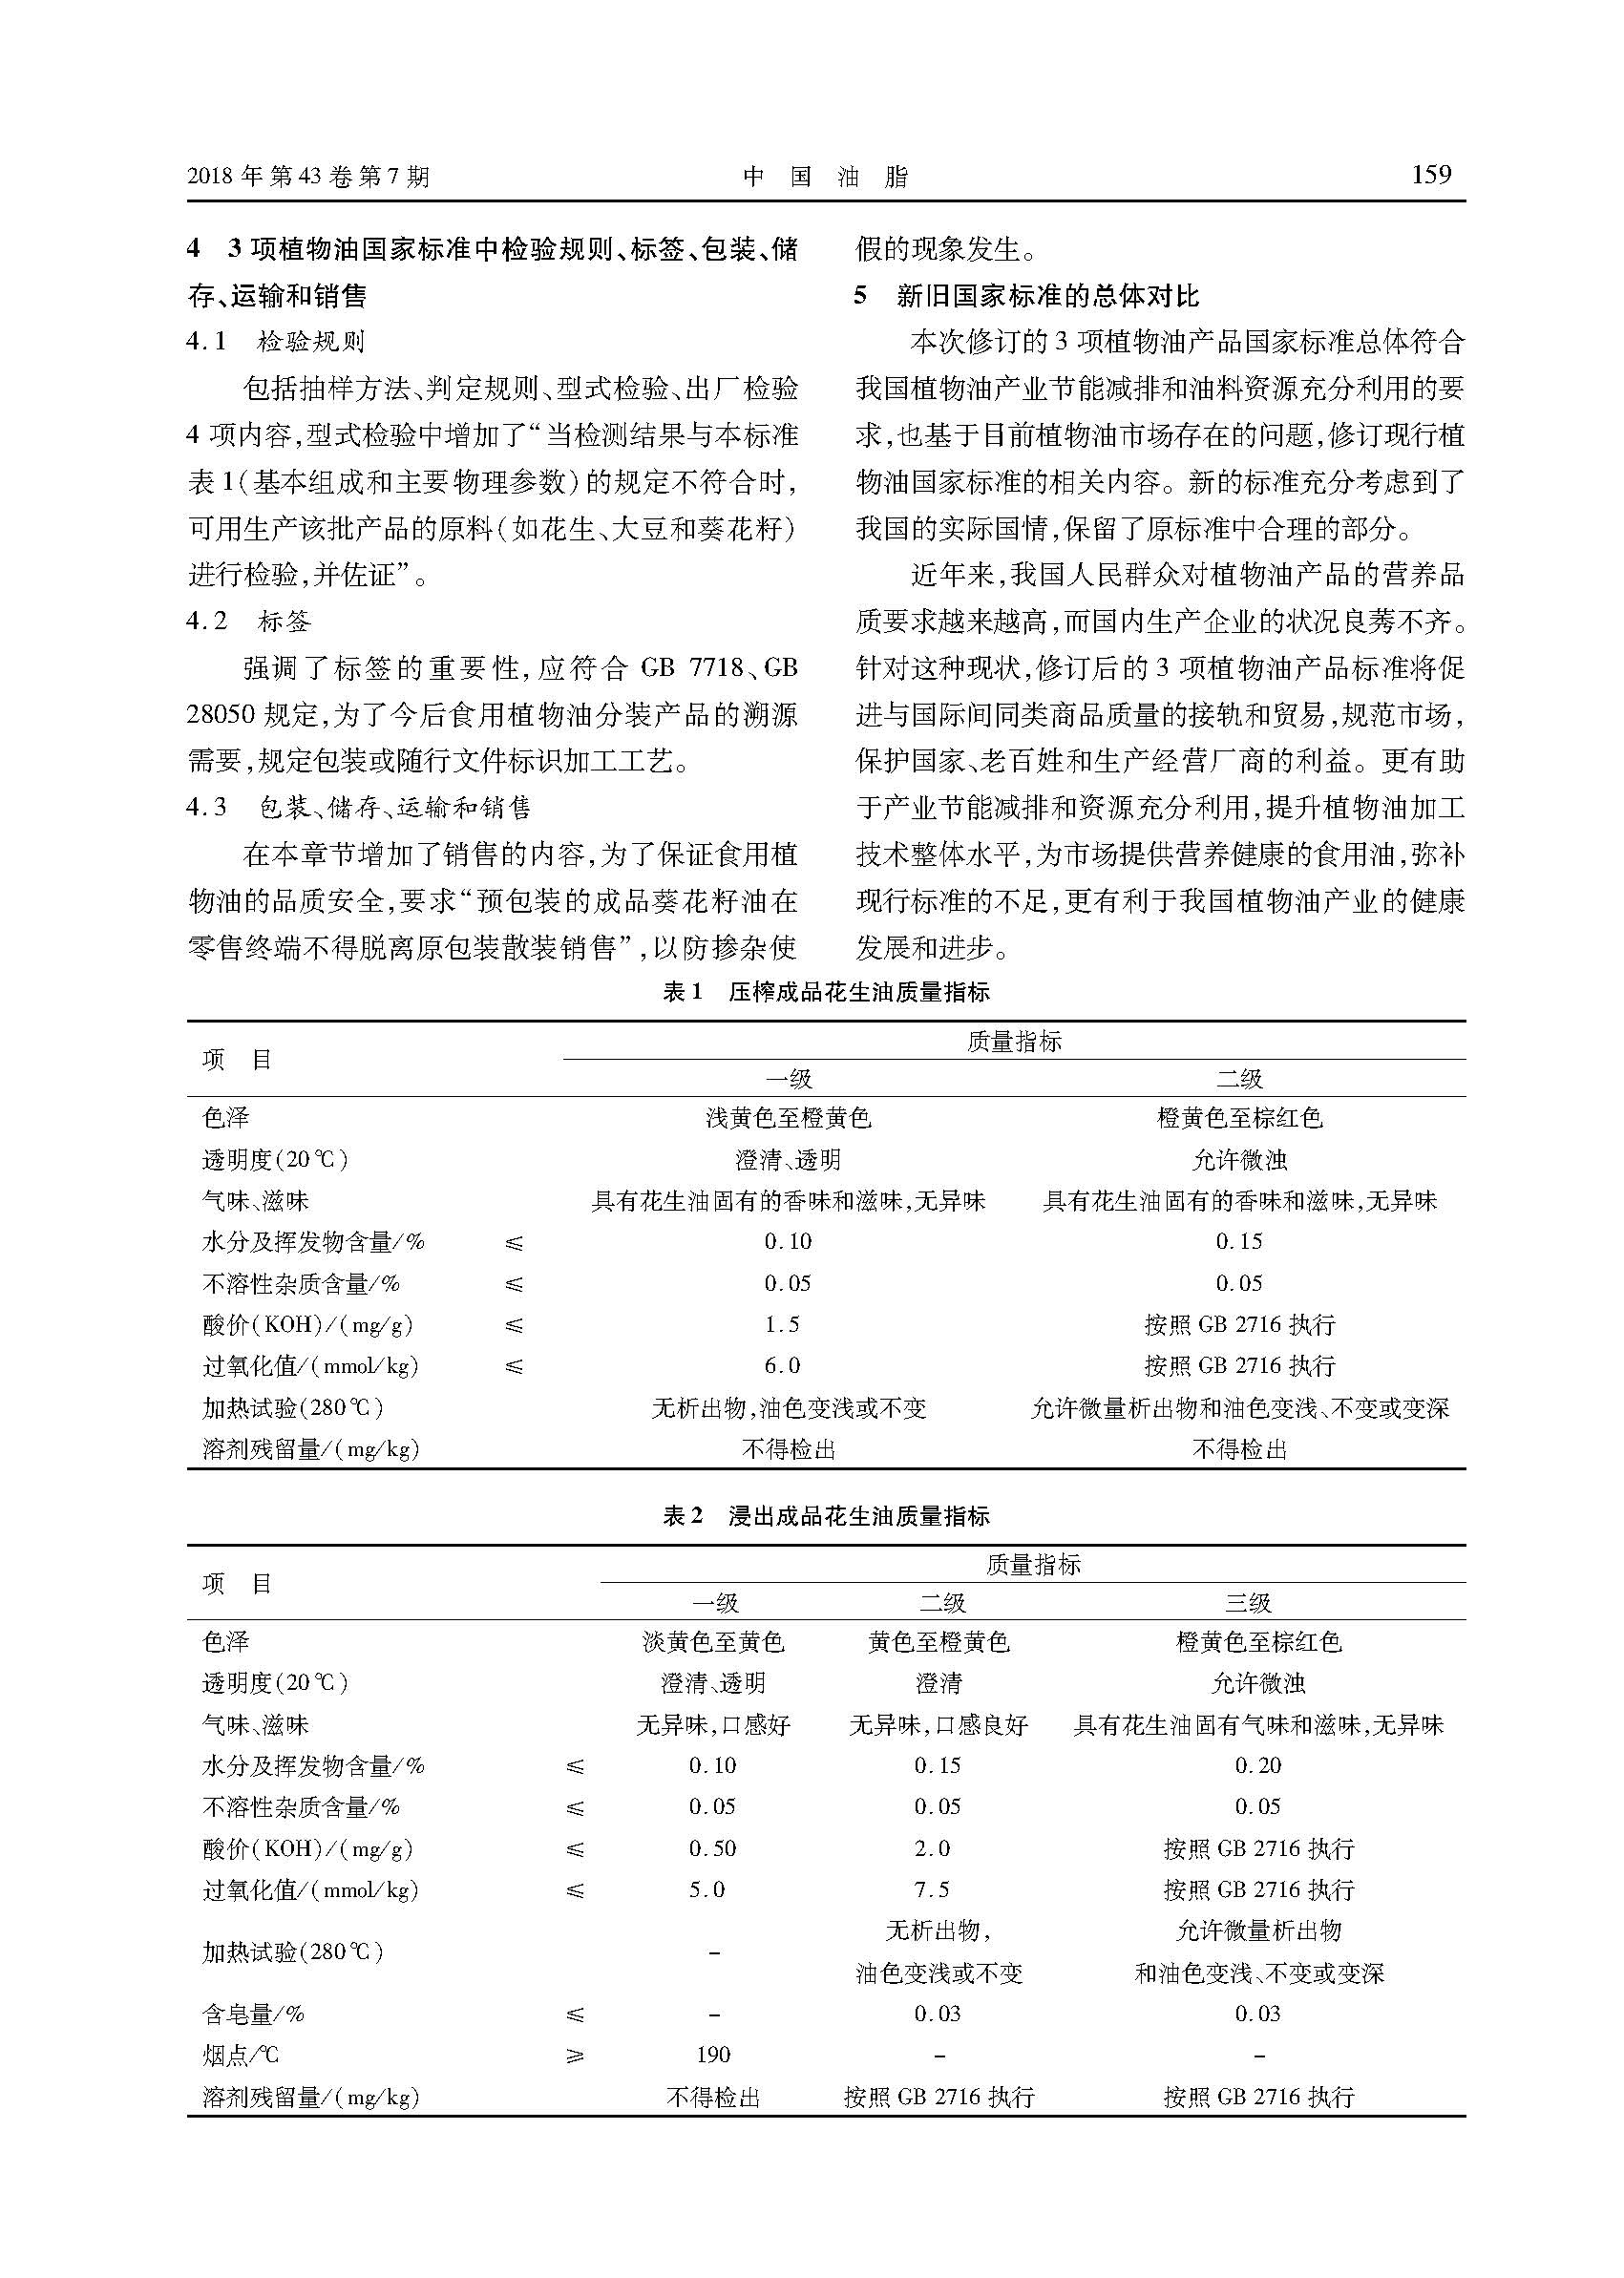 2018 年第 43 卷第 7 期 中 国 油 脂 159
4 3 项植物油国家标准中检验规则、标签、包装、储
存、运输和销售
4.1 检验规则
包括抽样方法、判定规则、型式检验、出厂检验
4 项内容,型式检验中增加了“当检测结果与本标准
表 1(基本组成和主要物理参数)的规定不符合时,
可用生产该批产品的原料(如花生、大豆和葵花籽)
进行检验,并佐证”。
4.2 标签
强调了标签的重要性,应符合 GB 7718、GB
28050 规定,为了今后食用植物油分装产品的溯源
需要,规定包装或随行文件标识加工工艺。
4.3 包装、储存、运输和销售
在本章节增加了销售的内容,为了保证食用植
物油的品质安全,要求“预包装的成品葵花籽油在
零售终端不得脱离原包装散装销售”,以防掺杂使
假的现象发生。
5 新旧国家标准的总体对比
本次修订的 3 项植物油产品国家标准总体符合
我国植物油产业节能减排和油料资源充分利用的要
求,也基于目前植物油市场存在的问题,修订现行植
物油国家标准的相关内容。新的标准充分考虑到了
我国的实际国情,保留了原标准中合理的部分。
近年来,我国人民群众对植物油产品的营养品
质要求越来越高,而国内生产企业的状况良莠不齐。
针对这种现状,修订后的 3 项植物油产品标准将促
进与国际间同类商品质量的接轨和贸易,规范市场,
保护国家、老百姓和生产经营厂商的利益。更有助
于产业节能减排和资源充分利用,提升植物油加工
技术整体水平,为市场提供营养健康的食用油,弥补
现行标准的不足,更有利于我国植物油产业的健康
发展和进步。
表 1 压榨成品花生油质量指标
项 目 质量指标
一级 二级
色泽 浅黄色至橙黄色 橙黄色至棕红色
透明度(20 ℃) 澄清、透明 允许微浊
气味、滋味 具有花生油固有的香味和滋味,无异味 具有花生油固有的香味和滋味,无异味
水分及挥发物含量/% ≤ 0.10 0.15
不溶性杂质含量/% ≤ 0.05 0.05
酸价(KOH)/(mg/g) ≤ 1.5 按照 GB 2716 执行
过氧化值/(mmol/kg) ≤ 6.0 按照 GB 2716 执行
加热试验(280 ℃) 无析出物,油色变浅或不变 允许微量析出物和油色变浅、不变或变深
溶剂残留量/(mg/kg) 不得检出 不得检出
表 2 浸出成品花生油质量指标
项 目 质量指标
一级 二级 三级
色泽 淡黄色至黄色 黄色至橙黄色 橙黄色至棕红色
透明度(20 ℃) 澄清、透明 澄清 允许微浊
气味、滋味 无异味,口感好 无异味,口感良好 具有花生油固有气味和滋味,无异味
水分及挥发物含量/% ≤ 0.10 0.15 0.20
不溶性杂质含量/% ≤ 0.05 0.05 0.05
酸价(KOH)/(mg/g) ≤ 0.50 2.0 按照 GB 2716 执行
过氧化值/(mmol/kg) ≤ 5.0 7.5 按照 GB 2716 执行
无析出物, 允许微量析出物
加热试验(280 ℃) –
油色变浅或不变 和油色变浅、不变或变深
含皂量/% ≤ – 0.03 0.03
烟点/℃ ≥ 190 – –
溶剂残留量/(mg/kg) 不得检出 按照 GB 2716 执行 按照 GB 2716 执行